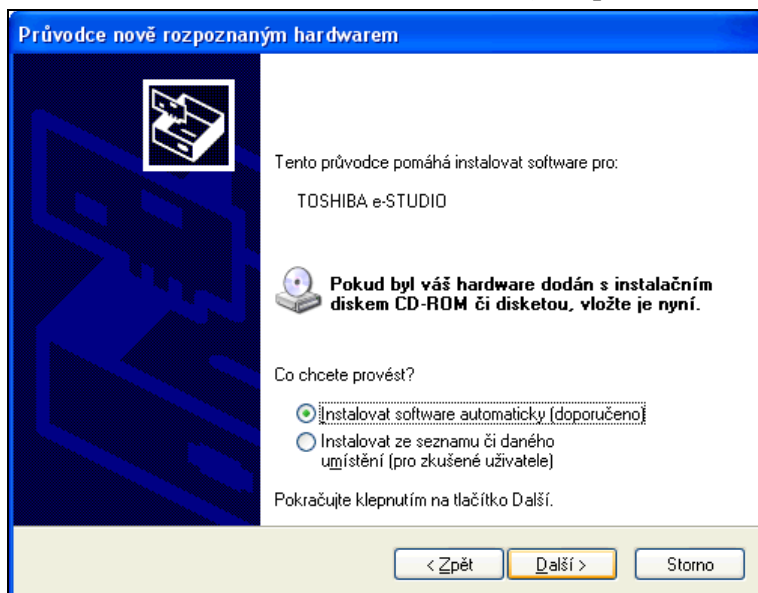 Průvodce nově rozpoznaným hardwarem
Tento průvodce pomáhá instalovat software pro:
TOSHIBA e-STUDIO
Pokud byl váš hardware dodán s instalačním
diskem CD-ROM či disketou, vložte je nyní.
Co chcete provést?
Instalovat software automaticky (doporučeno)
Instalovat ze seznamu či daného
umístění (pro zkušené uživatele)
Pokračujte klepnutím na tlačítko Další.
< Zpět
Další >
Storno